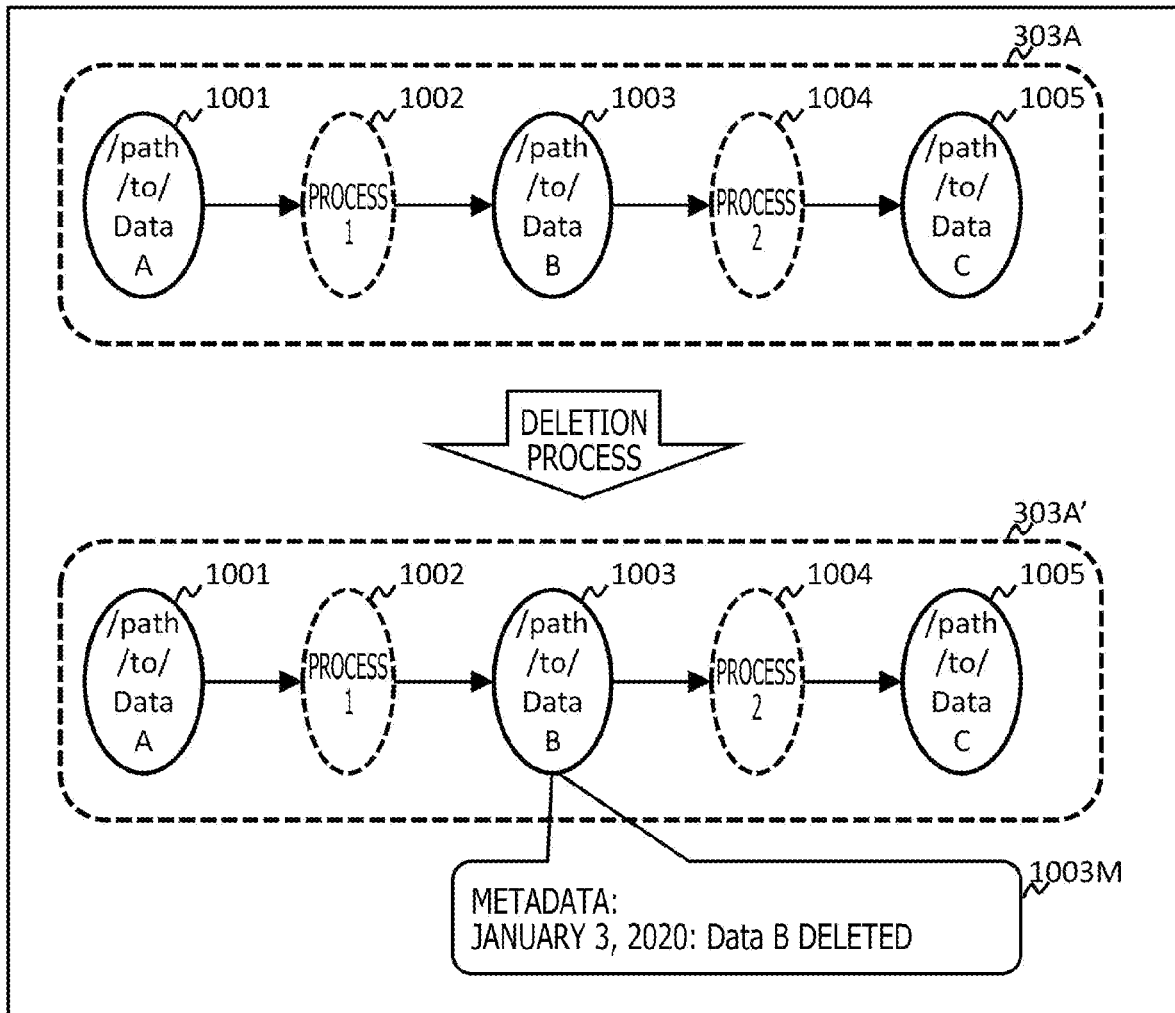 303A
1001
1002
1003
1004
1005
/path
/to/
Data
A
PROCESS
1
/path
/to/
Data
B
PROCESS
2
/path
/to/
Data
C
DELETION
PROCESS
303A'
1001
1002
1003
1004
1005
/path
/to/
Data
A
PROCESS
1
/path
/to/
Data
B
PROCESS
2
/path
/to/
Data
C
1003M
METADATA:
JANUARY 3, 2020: Data B DELETED